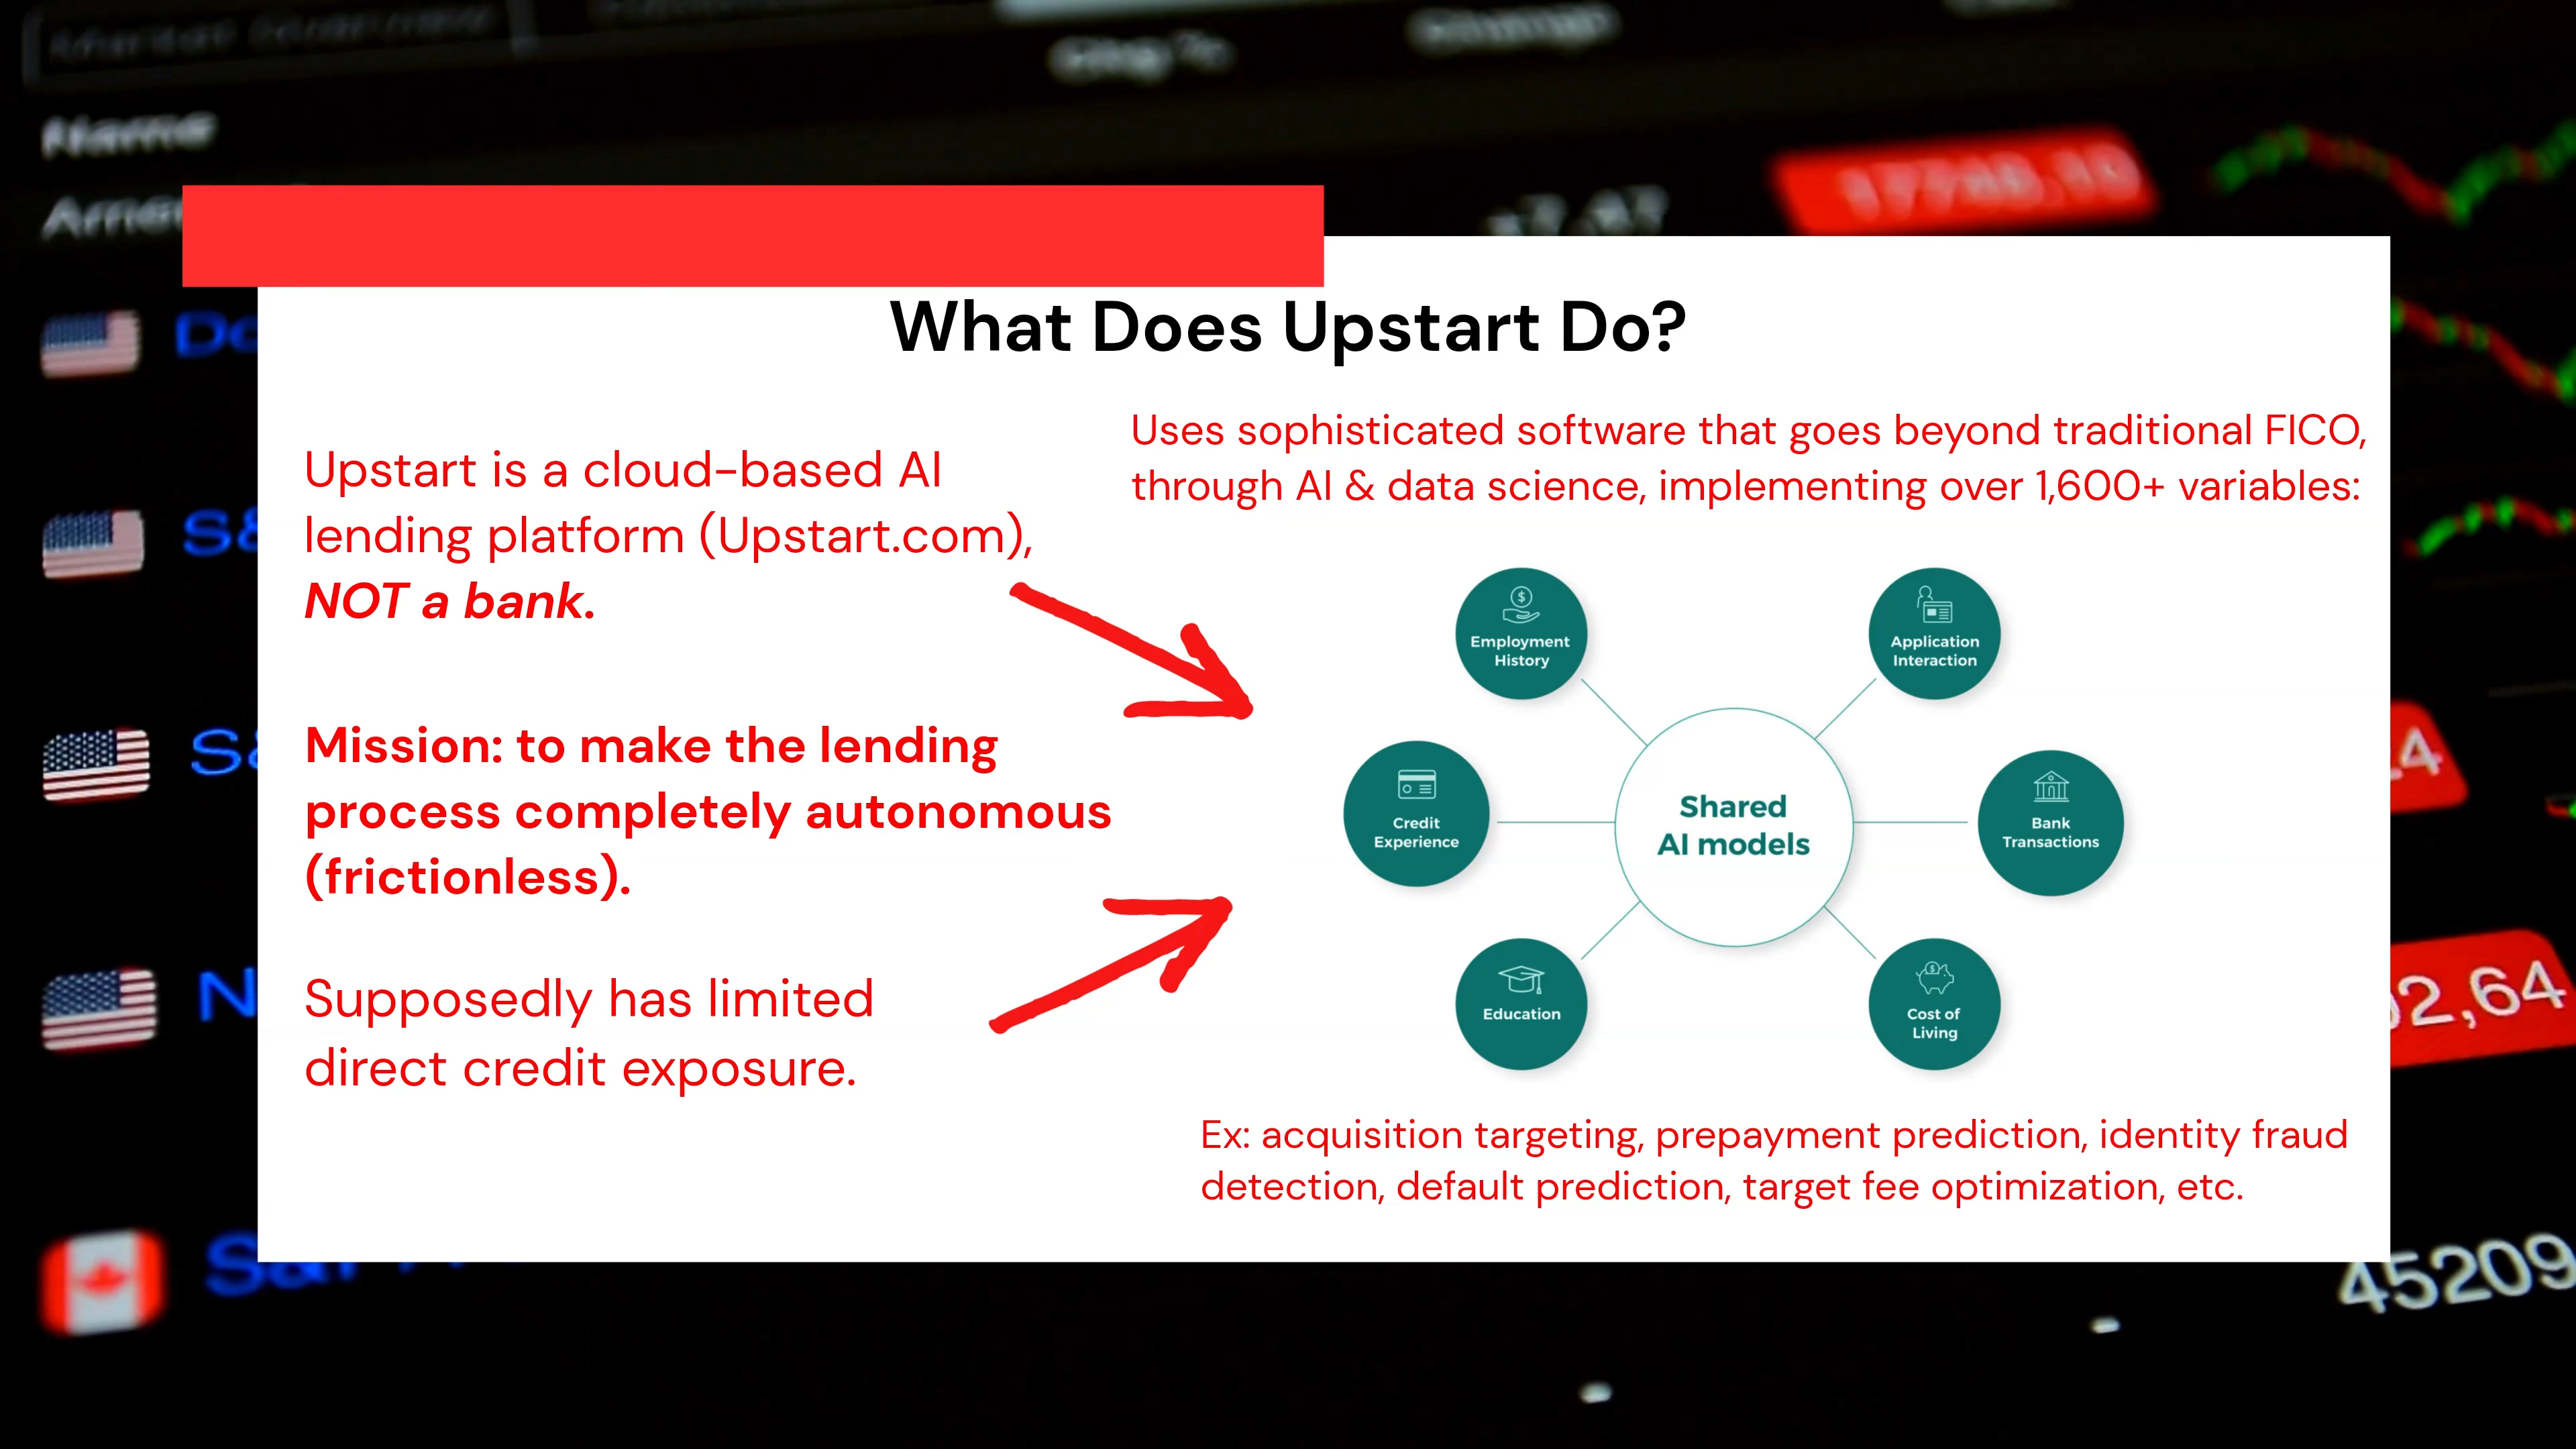 Name
What Does Upstart Do?
Upstart is a cloud-based AI
lending platform (Upstart.com),
NOT a bank.
Mission: to make the lending
process completely autonomous
(frictionless).
Supposedly has limited
direct credit exposure.
Uses sophisticated software that goes beyond traditional FICO,
through AI & data science, implementing over 1,600+ variables:
Employment
History
Application
Interaction
Credit
Experience
Shared
AI models
Bank
Transactions
Education
Cost of
Living
Ex: acquisition targeting, prepayment prediction, identity fraud
detection, default prediction, target fee optimization, etc.
2,64
45209